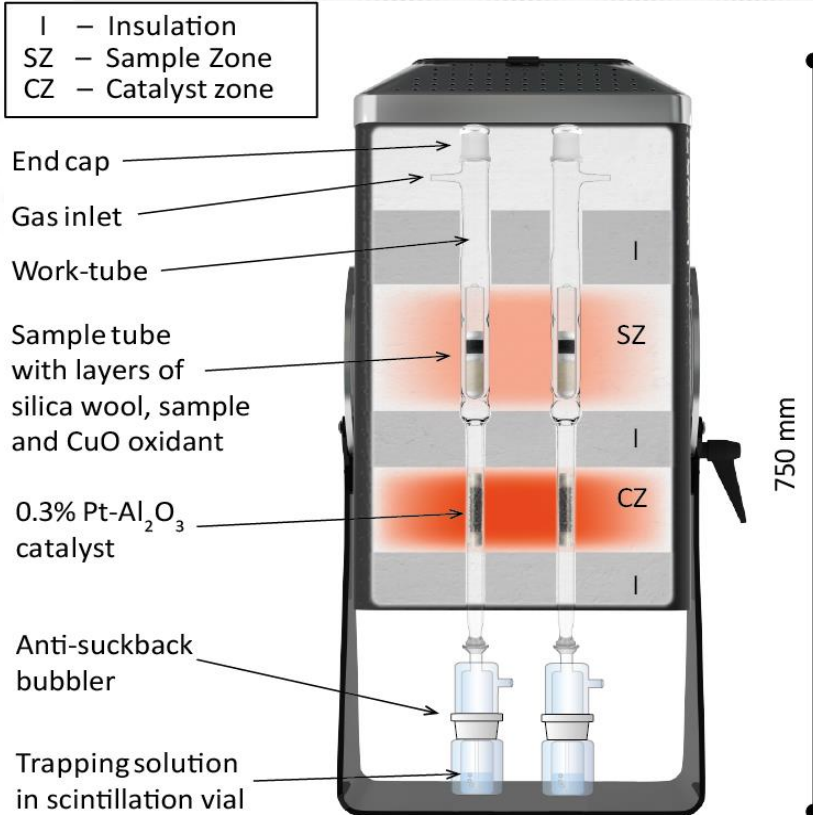 I – Insulation
SZ – Sample Zone
CZ – Catalyst zone
End cap
Gas inlet
Work-tube
Sample tube
with layers of
silica wool, sample
and CuO oxidant
0.3% Pt-Al₂O₃
catalyst
Anti-suckback
bubbler
Trapping solution
in scintillation vial
I
SZ
I
CZ
I
750 mm